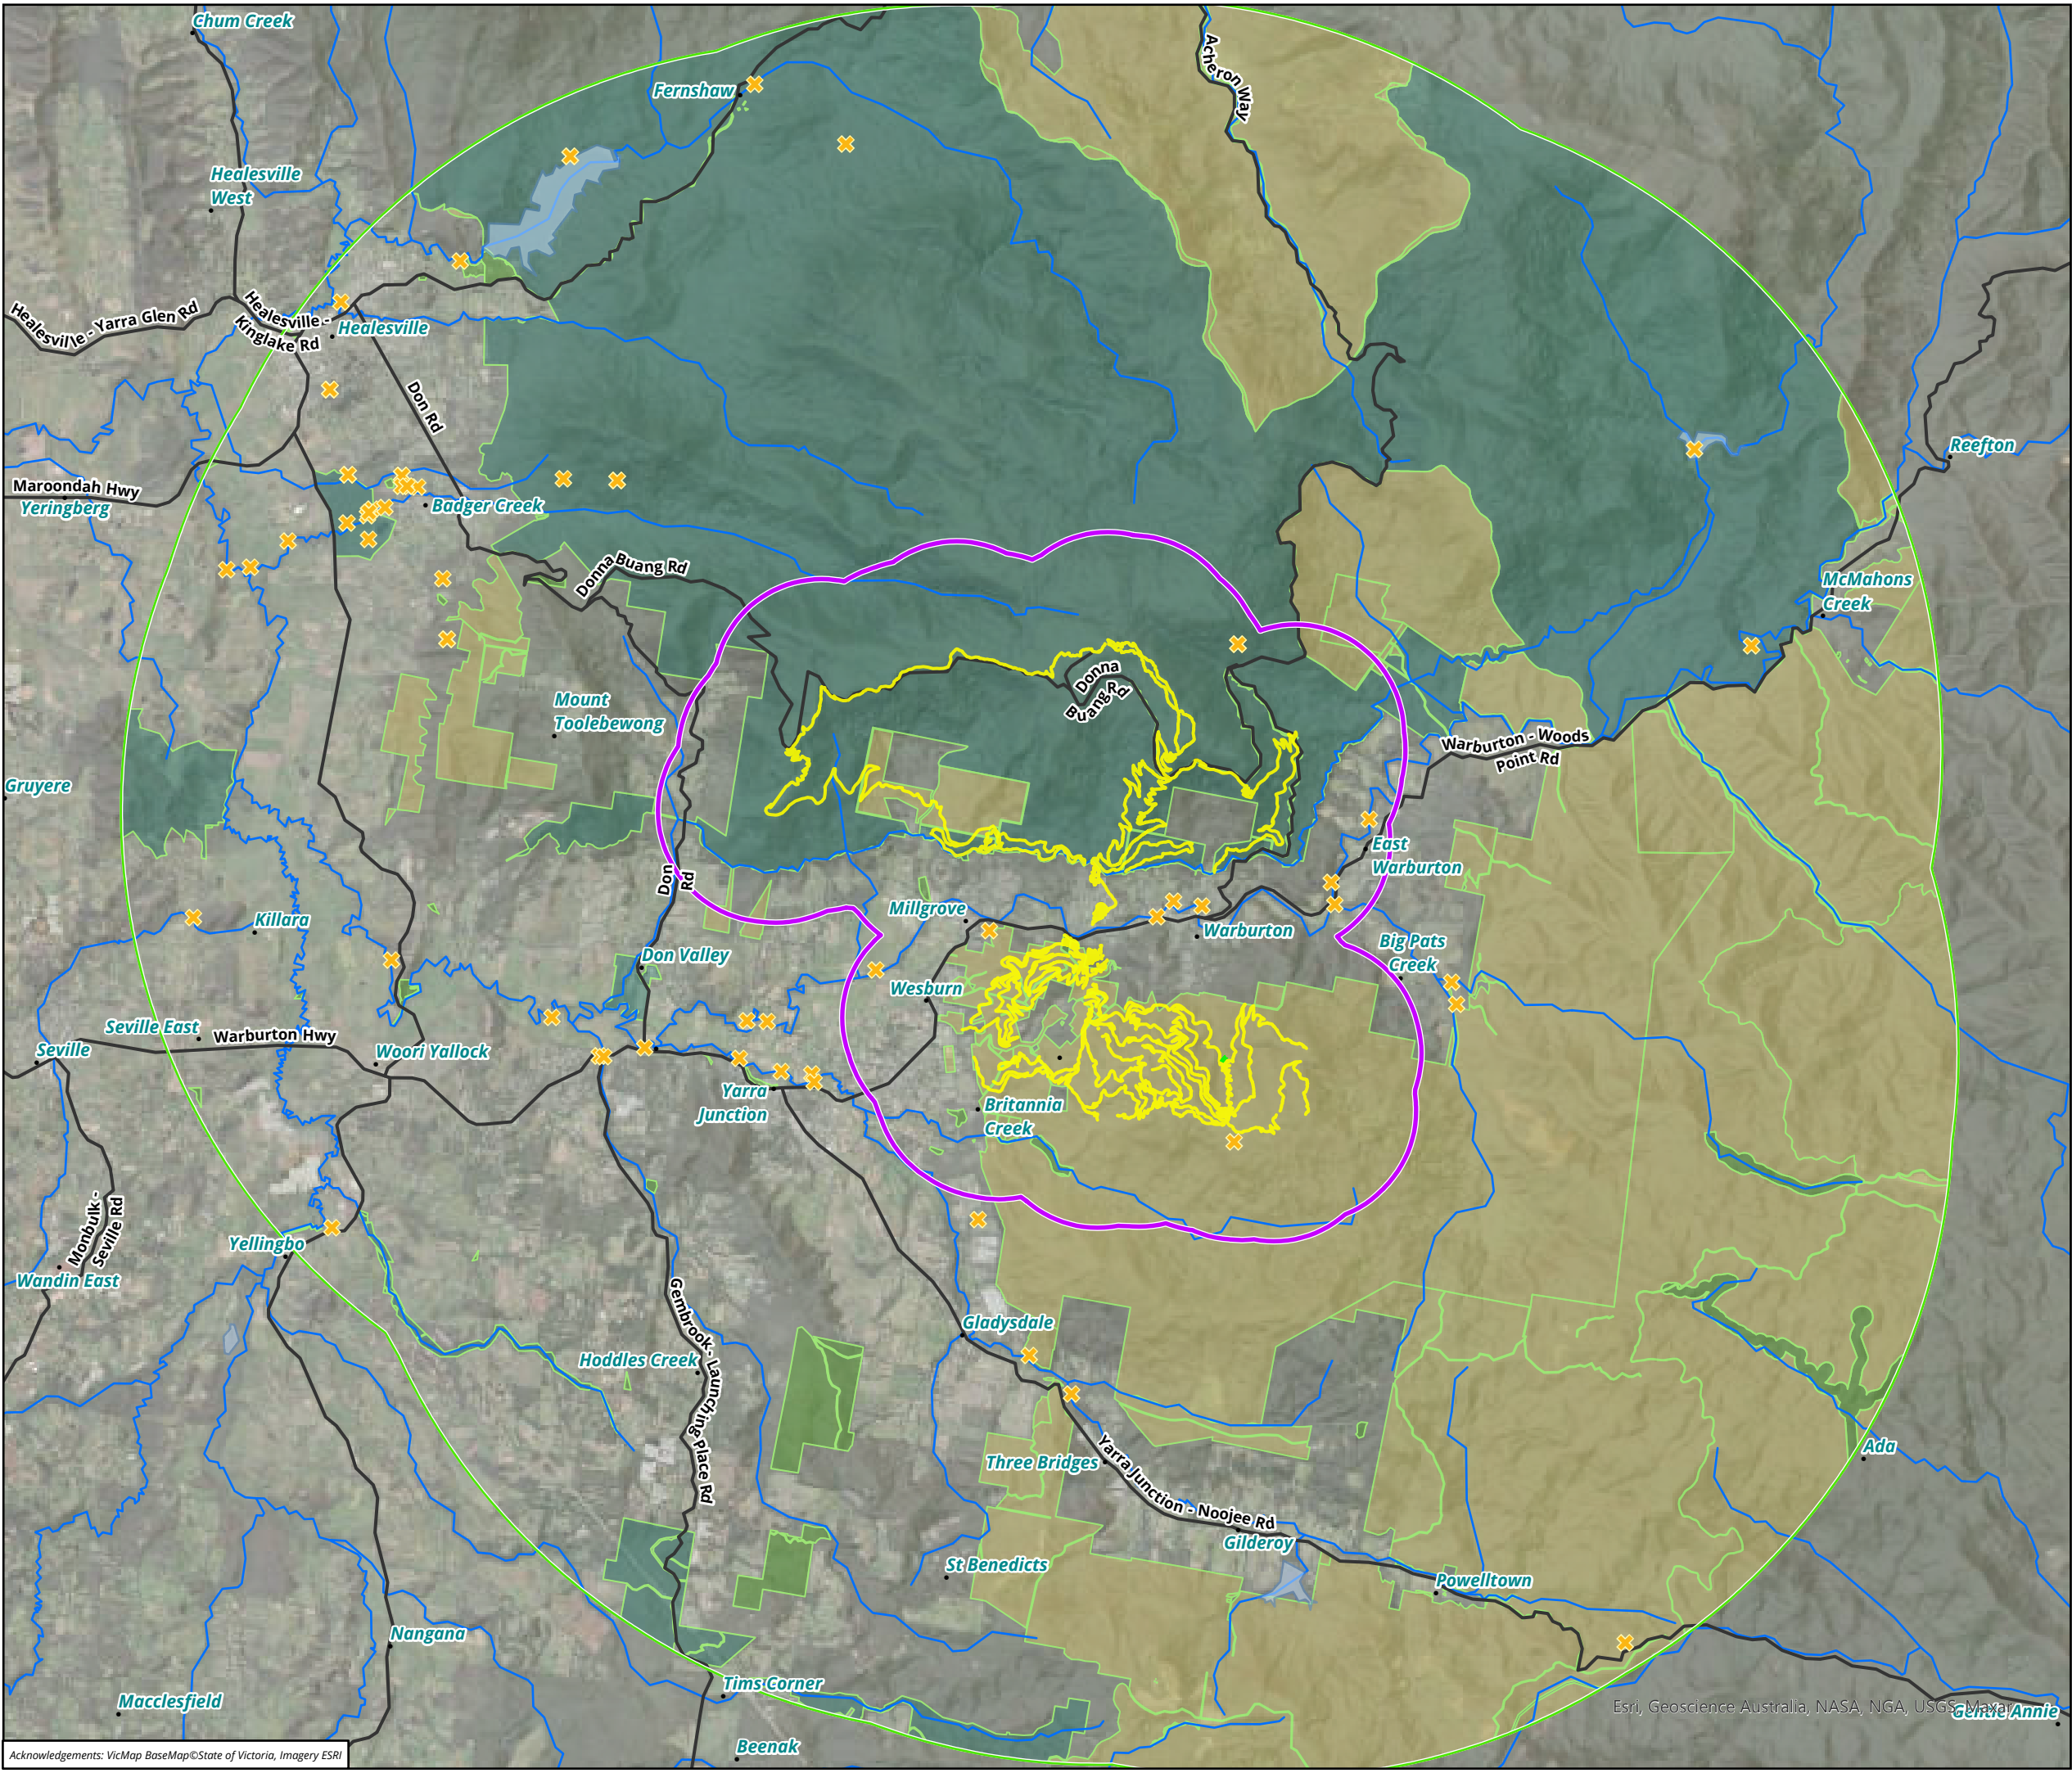 Chum Creek
Acheron Way
Fernshaw
Healesville
West
Healesville - Yarra Glen Rd
Healesville -
Kinglake Rd
Healesville
Don Rd
Reefton
Maroondah Hwy
Yeringberg
Badger Creek
Donna Buang Rd
McMahons
Creek
Mount
Toolebewong
Donna
Buang Rd
Warburton - Woods
Point Rd
Gruyere
East
Warburton
Don
Rd
Millgrove
Killara
Warburton
Big Pats
Creek
Don Valley
Wesburn
Seville East
Warburton Hwy
Seville
Woori Yallock
Yarra
Junction
Britannia
Creek
Monbulk -
Seville Rd
Yellingbo
Wandin East
Gembrook - Launching Place Rd
Gladysdale
Hoddles Creek
Ada
Three Bridges
Yarra Junction - Noojee Rd
Gilderoy
St Benedicts
Powelltown
Nangana
Tims Corner
Macclesfield
Esri, Geoscience Australia, NASA, NGA, USGS, Maxar
Gentle Annie
Beenak
Acknowledgements: VicMap BaseMap©State of Victoria, Imagery ESRI